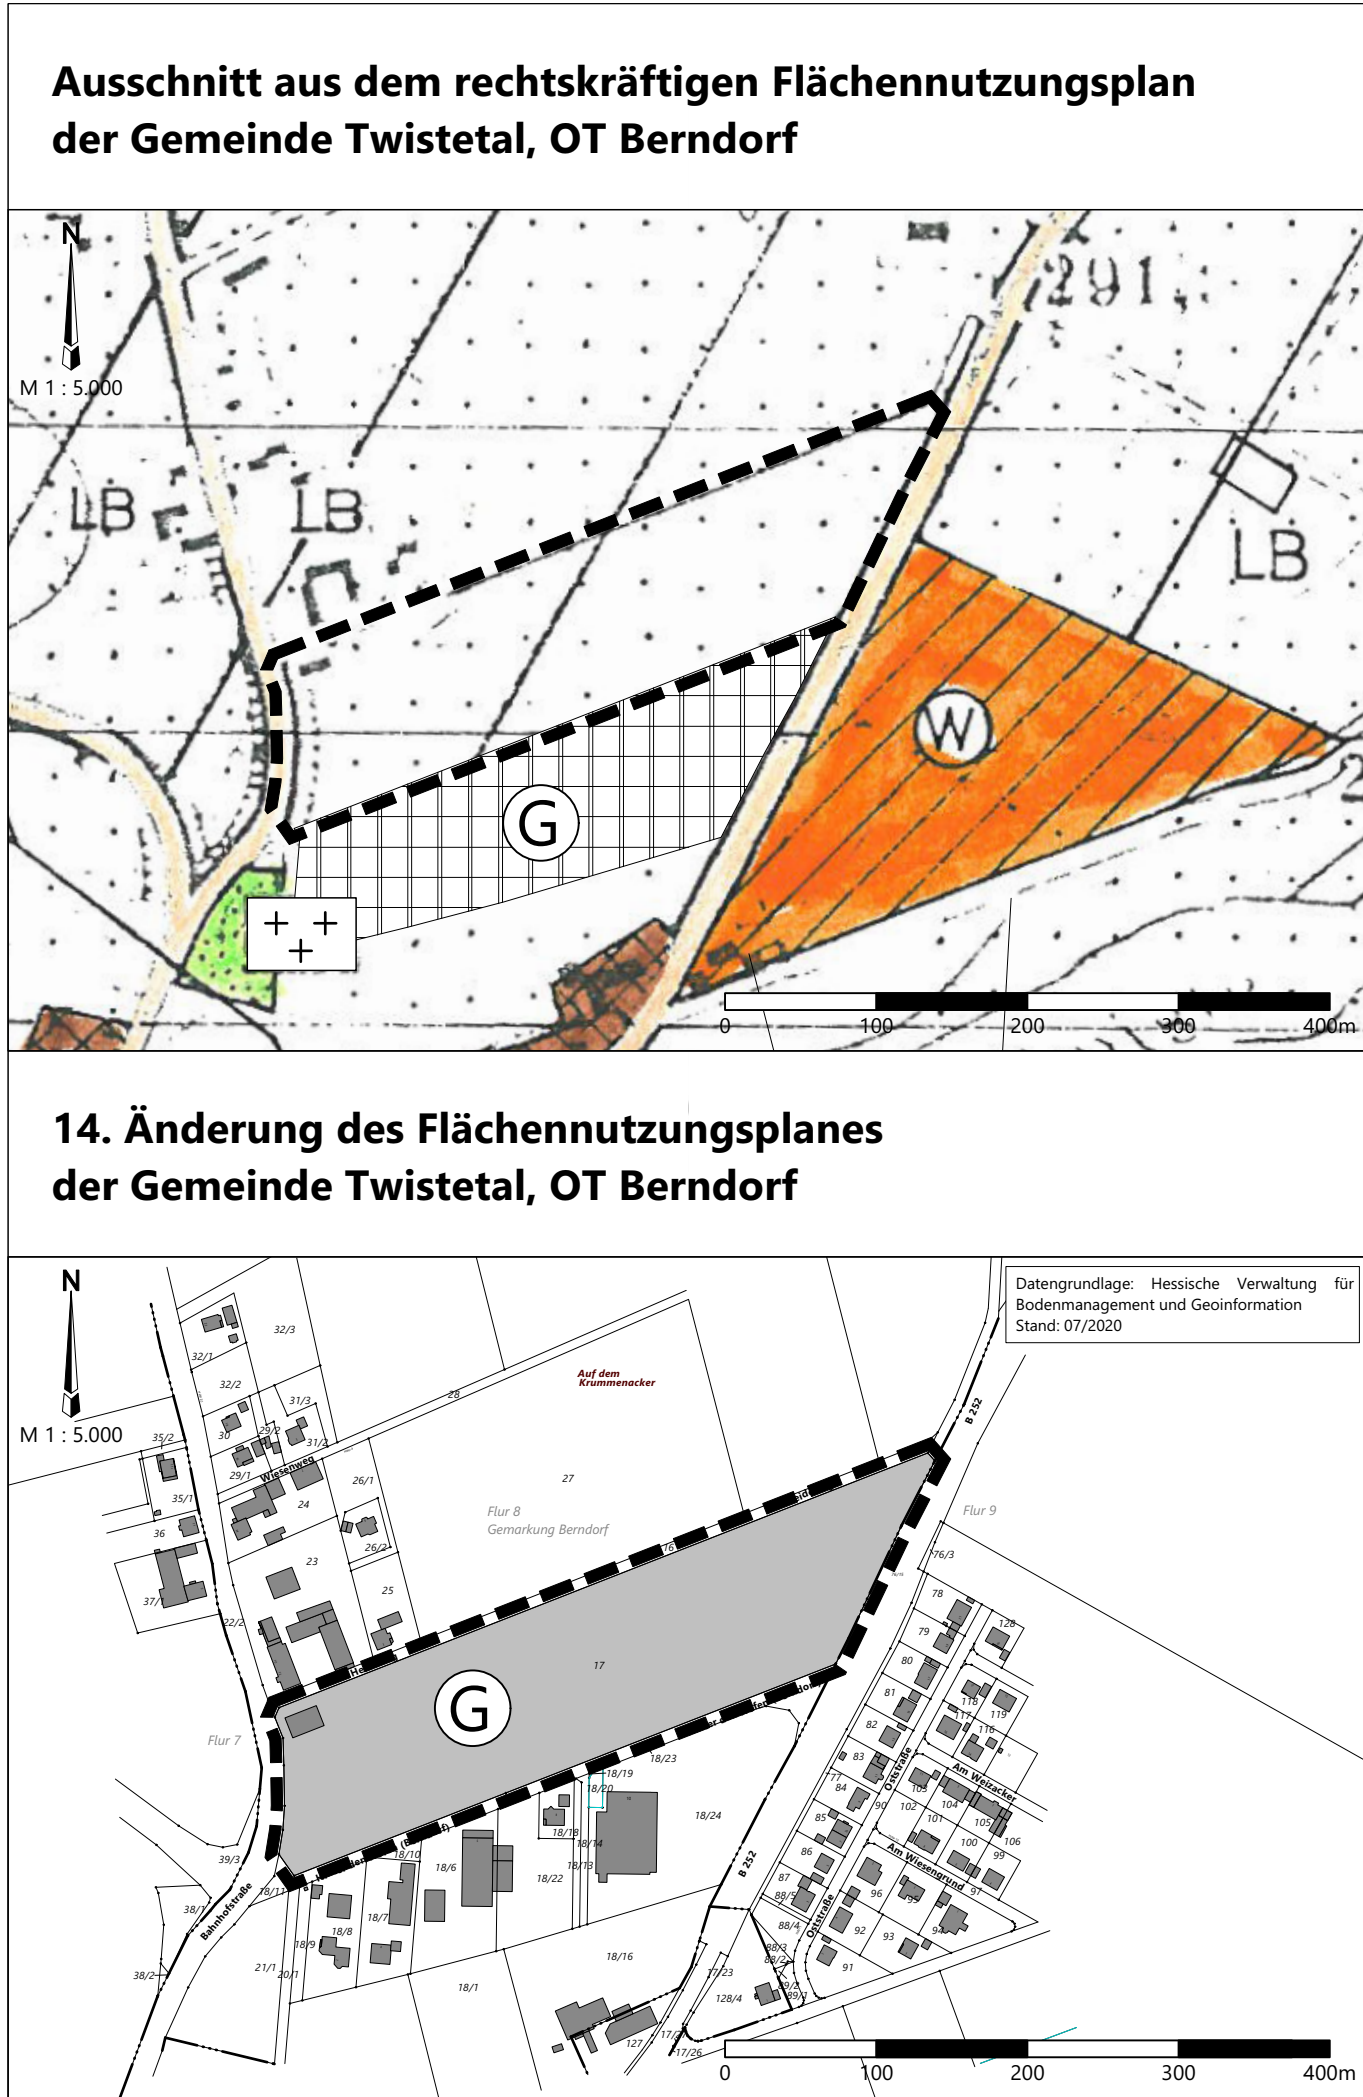 Ausschnitt aus dem rechtskräftigen Flächennutzungsplan
der Gemeinde Twistetal, OT Berndorf
N
M 1 : 5.000
291
LB
LB
LB
W
G
0 100 200 300 400m
14. Änderung des Flächennutzungsplanes
der Gemeinde Twistetal, OT Berndorf
N
M 1 : 5.000
Datengrundlage: Hessische Verwaltung für
Bodenmanagement und Geoinformation
Stand: 07/2020
32/3
32/1
32/2
31/3
30
29/2
31/2
29/1
Wiesenweg
28
Auf dem
Krummenacker
B 252
35/2
35/1
36
37/1
26/1
24
27
Flur 8
Gemarkung Berndorf
Flur 9
26/2
23
25
22/2
76/3
78
79
128
80
81
82
83
77
84
85
86
87
88/5
88/4
88/3
88/2
89/2
89/1
118
119
117
116
Oststraße
Am Weizacker
103
104
105
106
90
102
101
100
99
Am Wiesengrund
97
96
95
94
93
92
91
Oststraße
17
G
Flur 7
18/23
18/19
18/20
18/24
18/18
18/14
18/13
18/22
18/10
18/6
18/7
18/8
18/9
18/11
39/3
38/1
Bahnhofstraße
38/2
21/1
20/1
18/1
18/16
B 252
17/23
128/4
127
17/26
0 100 200 300 400m